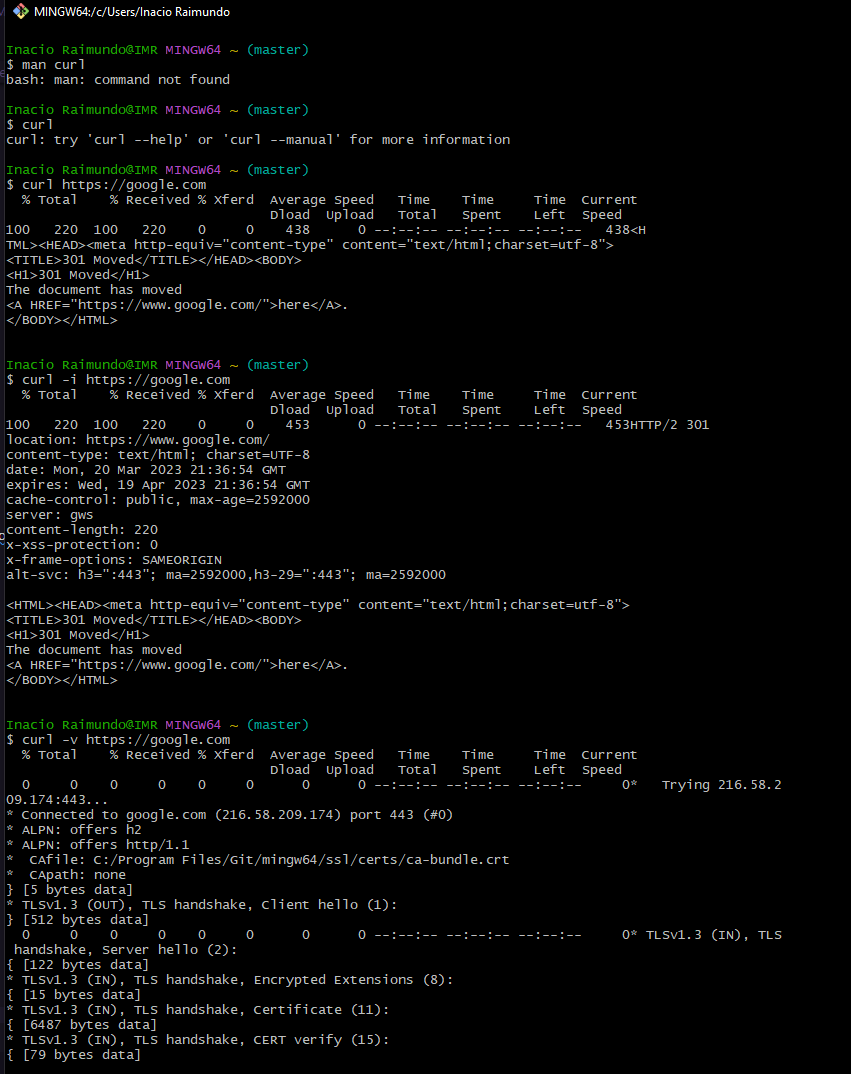 MINGW64:/c/Users/Inacio Raimundo
Inacio Raimundo@IMR MINGW64 ~ (master)
$ man curl
bash: man: command not found
Inacio Raimundo@IMR MINGW64 ~ (master)
$ curl
curl: try 'curl --help' or 'curl --manual' for more information
Inacio Raimundo@IMR MINGW64 ~ (master)
$ curl https://google.com
  % Total    % Received % Xferd  Average Speed   Time    Time     Time  Current
                                 Dload  Upload   Total   Spent    Left  Speed
100   220  100   220    0     0    438      0 --:--:-- --:--:-- --:--:--   438<H
TML><HEAD><meta http-equiv="content-type" content="text/html;charset=utf-8">
<TITLE>301 Moved</TITLE></HEAD><BODY>
<H1>301 Moved</H1>
The document has moved
<A HREF="https://www.google.com/">here</A>.
</BODY></HTML>
Inacio Raimundo@IMR MINGW64 ~ (master)
$ curl -i https://google.com
  % Total    % Received % Xferd  Average Speed   Time    Time     Time  Current
                                 Dload  Upload   Total   Spent    Left  Speed
100   220  100   220    0     0    453      0 --:--:-- --:--:-- --:--:--   453HTTP/2 301
location: https://www.google.com/
content-type: text/html; charset=UTF-8
date: Mon, 20 Mar 2023 21:36:54 GMT
expires: Wed, 19 Apr 2023 21:36:54 GMT
cache-control: public, max-age=2592000
server: gws
content-length: 220
x-xss-protection: 0
x-frame-options: SAMEORIGIN
alt-svc: h3=":443"; ma=2592000,h3-29=":443"; ma=2592000
<HTML><HEAD><meta http-equiv="content-type" content="text/html;charset=utf-8">
<TITLE>301 Moved</TITLE></HEAD><BODY>
<H1>301 Moved</H1>
The document has moved
<A HREF="https://www.google.com/">here</A>.
</BODY></HTML>
Inacio Raimundo@IMR MINGW64 ~ (master)
$ curl -v https://google.com
  % Total    % Received % Xferd  Average Speed   Time    Time     Time  Current
                                 Dload  Upload   Total   Spent    Left  Speed
  0     0    0     0    0     0      0      0 --:--:-- --:--:-- --:--:--     0*   Trying 216.58.2
09.174:443...
* Connected to google.com (216.58.209.174) port 443 (#0)
* ALPN: offers h2
* ALPN: offers http/1.1
*  CAfile: C:/Program Files/Git/mingw64/ssl/certs/ca-bundle.crt
*  CApath: none
} [5 bytes data]
* TLSv1.3 (OUT), TLS handshake, Client hello (1):
} [512 bytes data]
  0     0    0     0    0     0      0      0 --:--:-- --:--:-- --:--:--     0* TLSv1.3 (IN), TLS
 handshake, Server hello (2):
{ [122 bytes data]
* TLSv1.3 (IN), TLS handshake, Encrypted Extensions (8):
{ [15 bytes data]
* TLSv1.3 (IN), TLS handshake, Certificate (11):
{ [6487 bytes data]
* TLSv1.3 (IN), TLS handshake, CERT verify (15):
{ [79 bytes data]